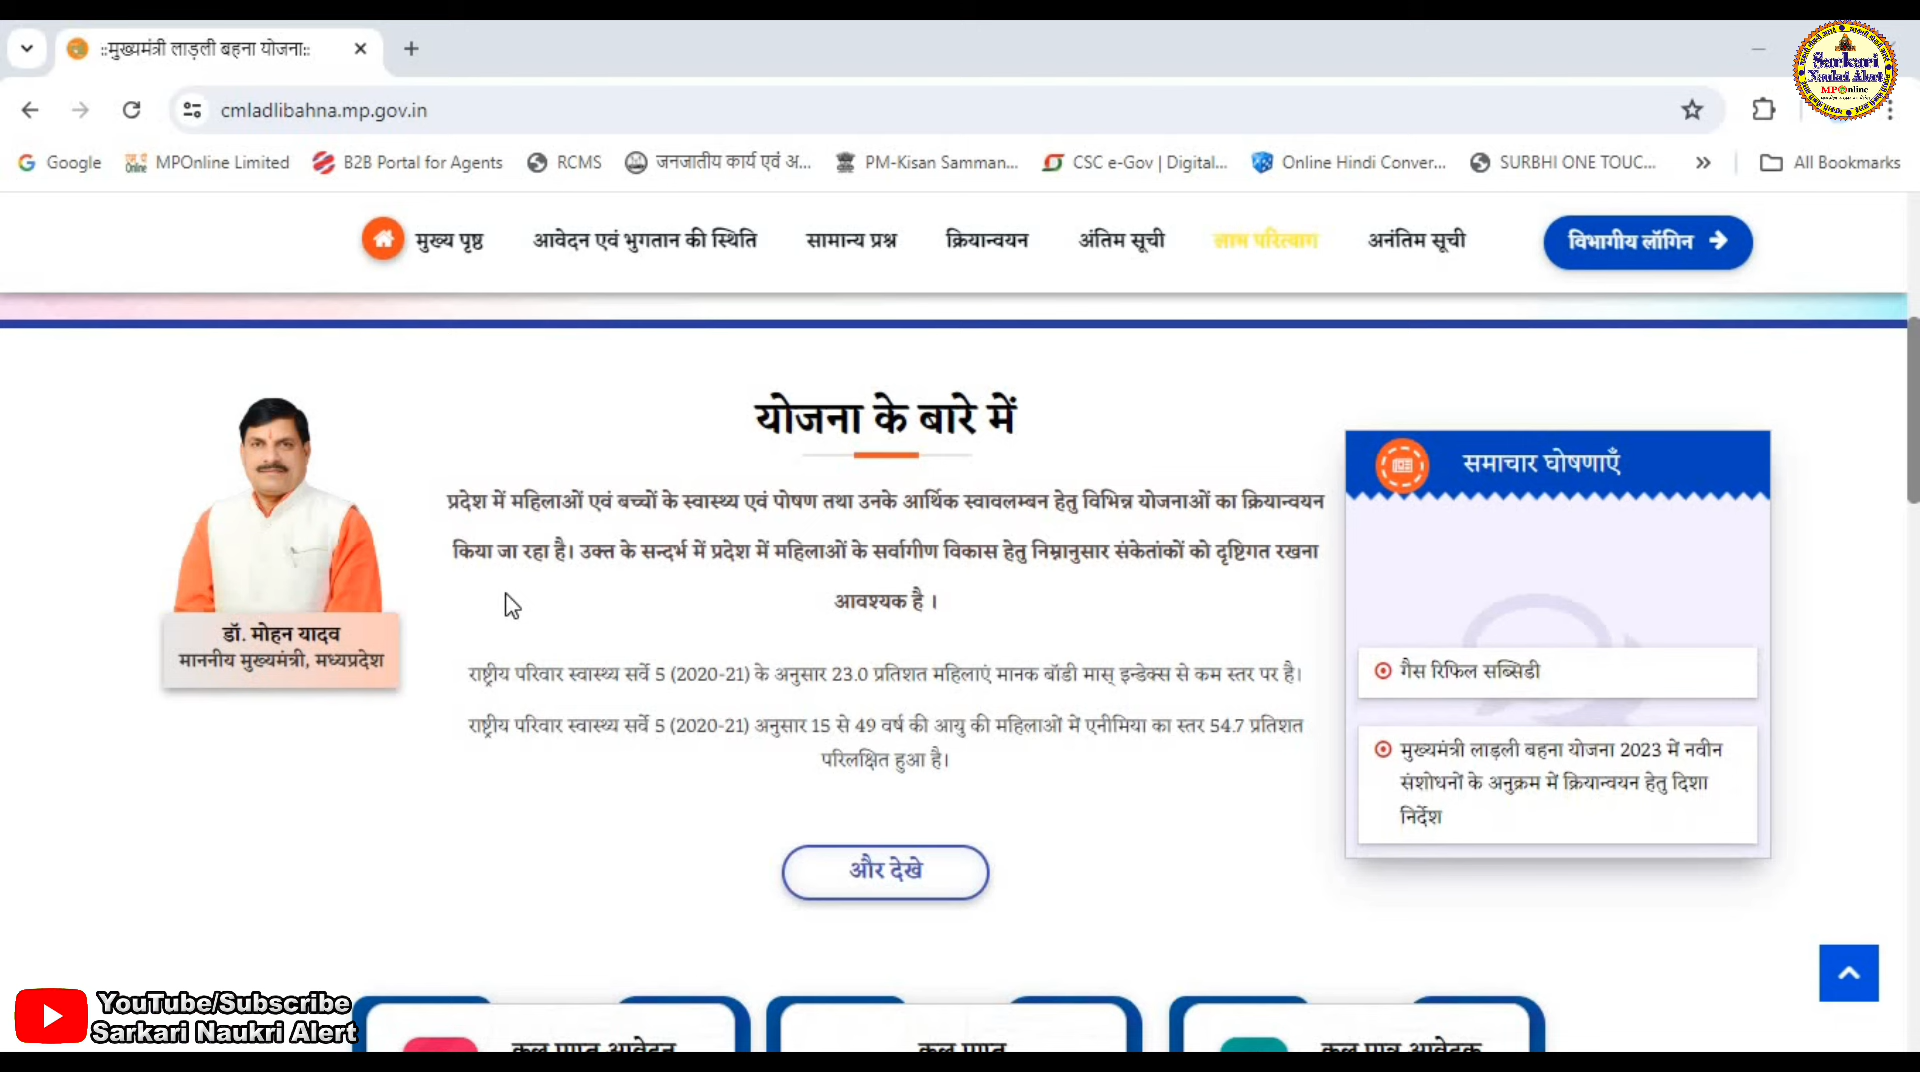 ::मुख्यमंत्री लाड़ली बहना योजना::
Sarkari
Naukri Alert
MPOnline
cmladlibahna.mp.gov.in
Google
MPOnline Limited
B2B Portal for Agents
RCMS
जनजातीय कार्य एवं अ...
PM-Kisan Samman...
CSC e-Gov | Digital...
Online Hindi Conver...
SURBHI ONE TOUC...
All Bookmarks
मुख्य पृष्ठ
आवेदन एवं भुगतान की स्थिति
सामान्य प्रश्न
क्रियान्वयन
अंतिम सूची
लाभ परित्याग
अनंतिम सूची
विभागीय लॉगिन
योजना के बारे में
प्रदेश में महिलाओं एवं बच्चों के स्वास्थ्य एवं पोषण तथा उनके आर्थिक स्वावलम्बन हेतु विभिन्न योजनाओं का क्रियान्वयन
किया जा रहा है। उक्त के सन्दर्भ में प्रदेश में महिलाओं के सर्वागीण विकास हेतु निम्नानुसार संकेतांकों को दृष्टिगत रखना
आवश्यक है ।
डॉ. मोहन यादव
माननीय मुख्यमंत्री, मध्यप्रदेश
राष्ट्रीय परिवार स्वास्थ्य सर्वे 5 (2020-21) के अनुसार 23.0 प्रतिशत महिलाएं मानक बॉडी मास् इन्डेक्स से कम स्तर पर है।
राष्ट्रीय परिवार स्वास्थ्य सर्वे 5 (2020-21) अनुसार 15 से 49 वर्ष की आयु की महिलाओं में एनीमिया का स्तर 54.7 प्रतिशत
परिलक्षित हुआ है।
और देखे
समाचार घोषणाएँ
गैस रिफिल सब्सिडी
मुख्यमंत्री लाड़ली बहना योजना 2023 में नवीन
संशोधनों के अनुक्रम में क्रियान्वयन हेतु दिशा
निर्देश
YouTube/Subscribe
Sarkari Naukri Alert
कुल प्राप्त आवेदन
कुल प्राप्त
कुल पात्र आवेदक